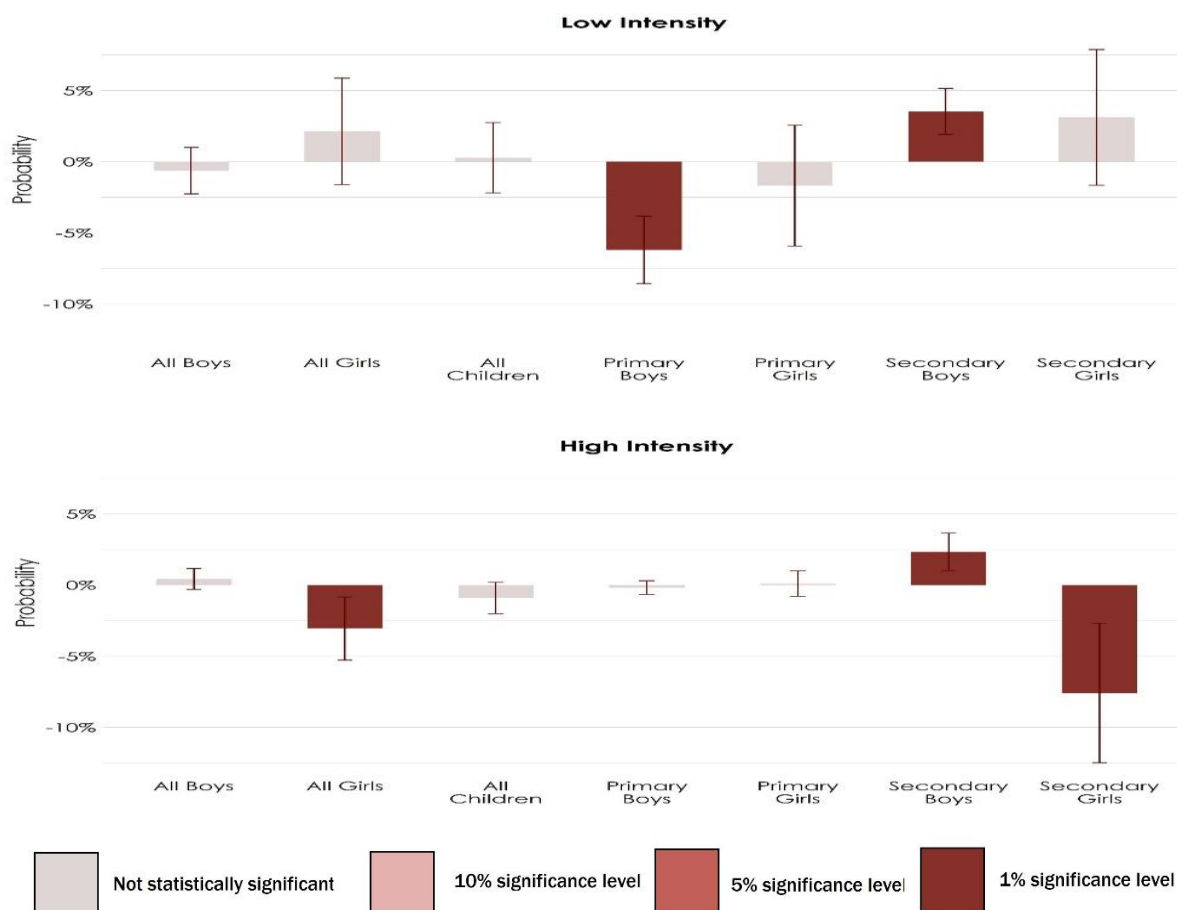 Low Intensity
Probability
5%
0%
-5%
-10%
All Boys
All Girls
All
Children
Primary
Boys
Primary
Girls
Secondary
Boys
Secondary
Girls
High Intensity
Probability
5%
0%
-5%
-10%
All Boys
All Girls
All
Children
Primary
Boys
Primary
Girls
Secondary
Boys
Secondary
Girls
Not statistically significant
10% significance level
5% significance level
1% significance level